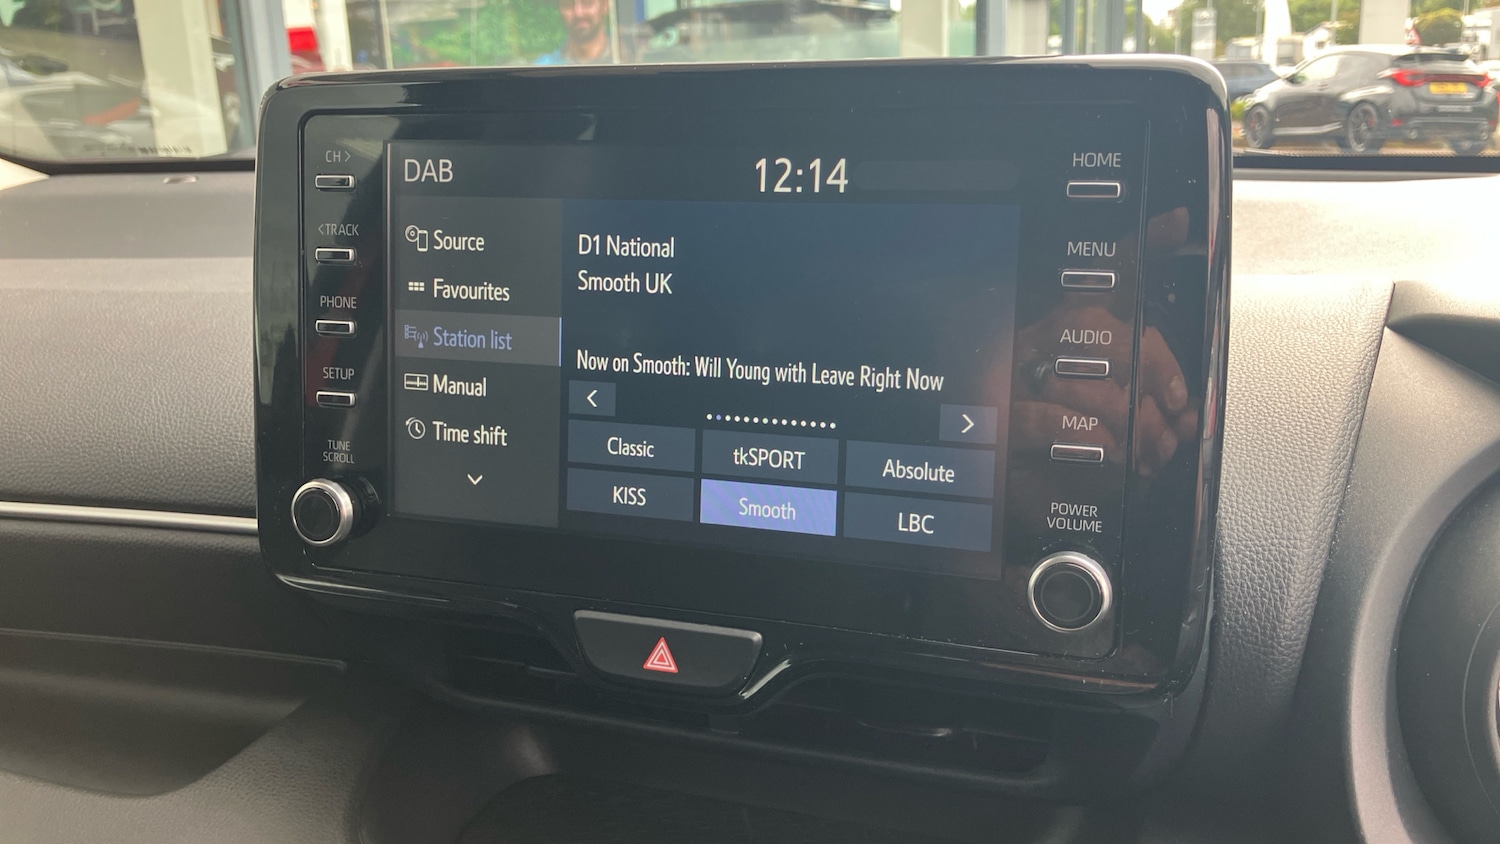 CH >
< TRACK
PHONE
SETUP
TUNE
SCROLL
DAB
12:14
Source
Favourites
Station list
Manual
Time shift
D1 National
Smooth UK
Now on Smooth: Will Young with Leave Right Now
<
>
Classic
tkSPORT
Absolute
KISS
Smooth
LBC
HOME
MENU
AUDIO
MAP
POWER
VOLUME